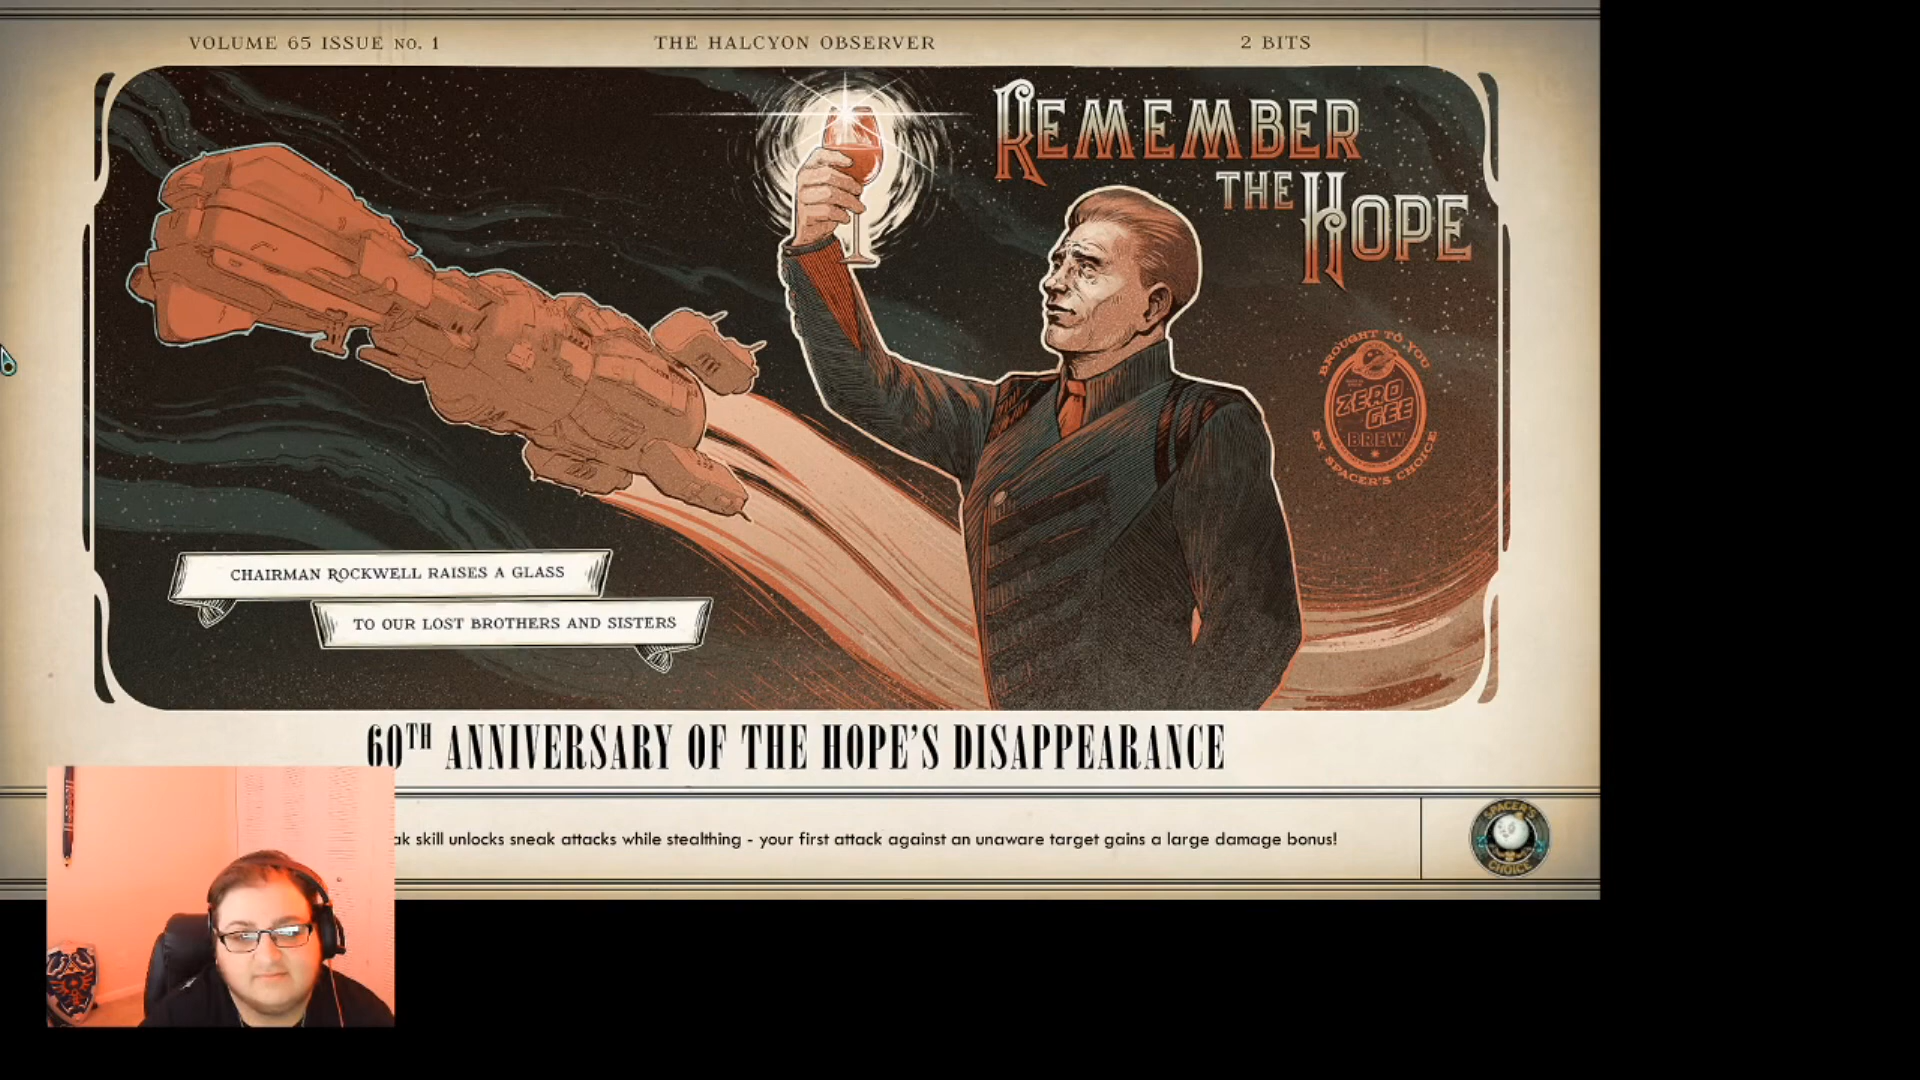 VOLUME 65 ISSUE NO. 1
THE HALCYON OBSERVER
2 BITS
REMEMBER
THE HOPE
BROUGHT TO YOU
ZERO
GEE
BREW
BY SPACER'S CHOICE
CHAIRMAN ROCKWELL RAISES A GLASS
TO OUR LOST BROTHERS AND SISTERS
60TH ANNIVERSARY OF THE HOPE'S DISAPPEARANCE
skill unlocks sneak attacks while stealthing - your first attack against an unaware target gains a large damage bonus!
SPACER'S
CHOICE